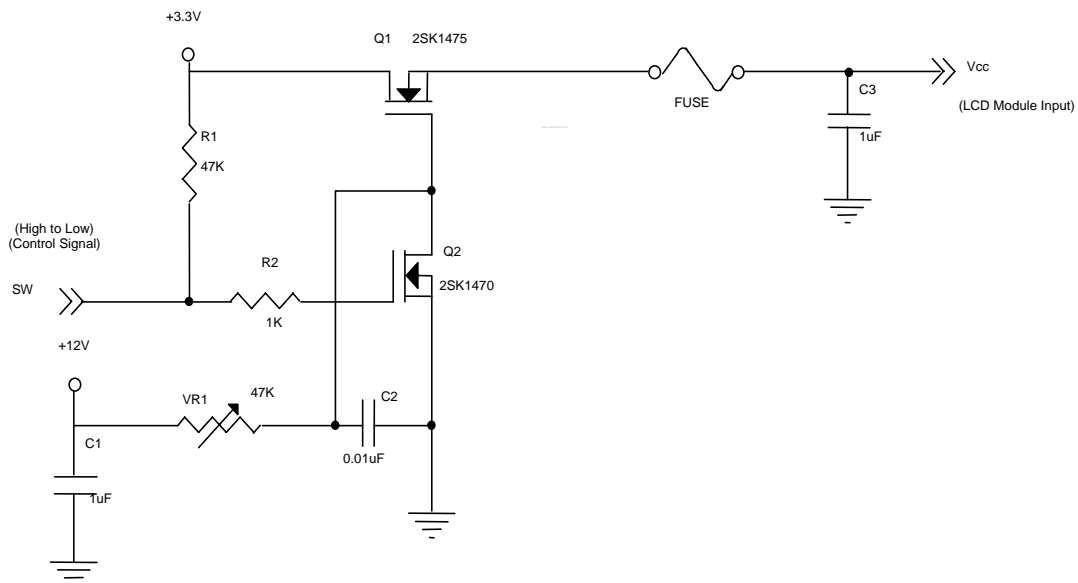 +3.3V
Q1 2SK1475
Vcc
C3
FUSE
(LCD Module Input)
R1
1uF
47K
(High to Low)
(Control Signal)
Q2
R2
SW
2SK1470
1K
+12V
47K
VR1
C2
C1
0.01uF
1uF